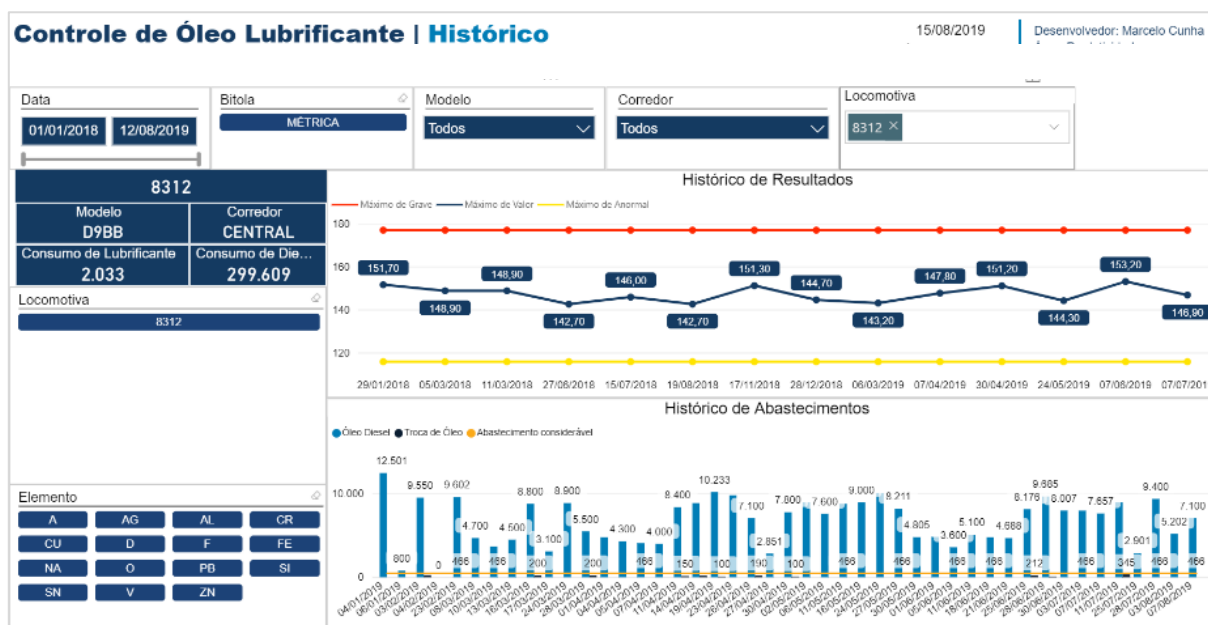 Controle de Óleo Lubrificante | Histórico
15/08/2019
Desenvolvedor: Marcelo Cunha
Data
01/01/2018 12/08/2019
Bitola
MÉTRICA
Modelo
Todos
Corredor
Todos
Locomotiva
8312 ×
8312
Modelo
D9BB
Corredor
CENTRAL
Consumo de Lubrificante
2.033
Consumo de Die...
299.609
Locomotiva
8312
Elemento
A AG AL CR
CU D F FE
NA O PB SI
SN V ZN
Histórico de Resultados
Máximo de Grave Máximo de Valor Máximo de Anormal
180
160
140
120
151,70 148,90 148,90 142,70 146,00 142,70 151,30 144,70 143,20 147,80 151,20 144,30 153,20 146,90
29/01/2018 05/03/2018 11/03/2018 27/06/2018 15/07/2018 19/08/2018 17/11/2018 28/12/2018 06/03/2019 07/04/2019 30/04/2019 24/05/2019 07/06/2019 07/07/2019
Histórico de Abastecimentos
Óleo Diesel Troca de Óleo Abastecimento considerável
10.000
0
12.501 9.550 9.602 4.700 4.500 8.800 3.100 8.900 5.500 4.300 4.000 8.400 10.233 7.100 2.851 7.800 7.600 9.000 8.211 4.805 3.600 5.100 4.688 8.176 9.665 8.007 7.657 2.901 9.400 5.202 7.100
800 0 466 466 200 466 200 466 150 100 190 100 466 466 466 466 466 212 466 345 466 466
04/01/2019 06/01/2019 03/02/2019 04/02/2019 23/02/2019 08/03/2019 10/03/2019 13/03/2019 16/03/2019 17/03/2019 24/03/2019 28/03/2019 01/04/2019 04/04/2019 05/04/2019 07/04/2019 11/04/2019 14/04/2019 19/04/2019 23/04/2019 26/04/2019 27/04/2019 30/04/2019 02/05/2019 06/05/2019 11/05/2019 16/05/2019 24/05/2019 27/05/2019 30/05/2019 01/06/2019 05/06/2019 11/06/2019 18/06/2019 21/06/2019 25/06/2019 28/06/2019 30/06/2019 03/07/2019 07/07/2019 11/07/2019 25/07/2019 28/07/2019 03/08/2019 07/08/2019